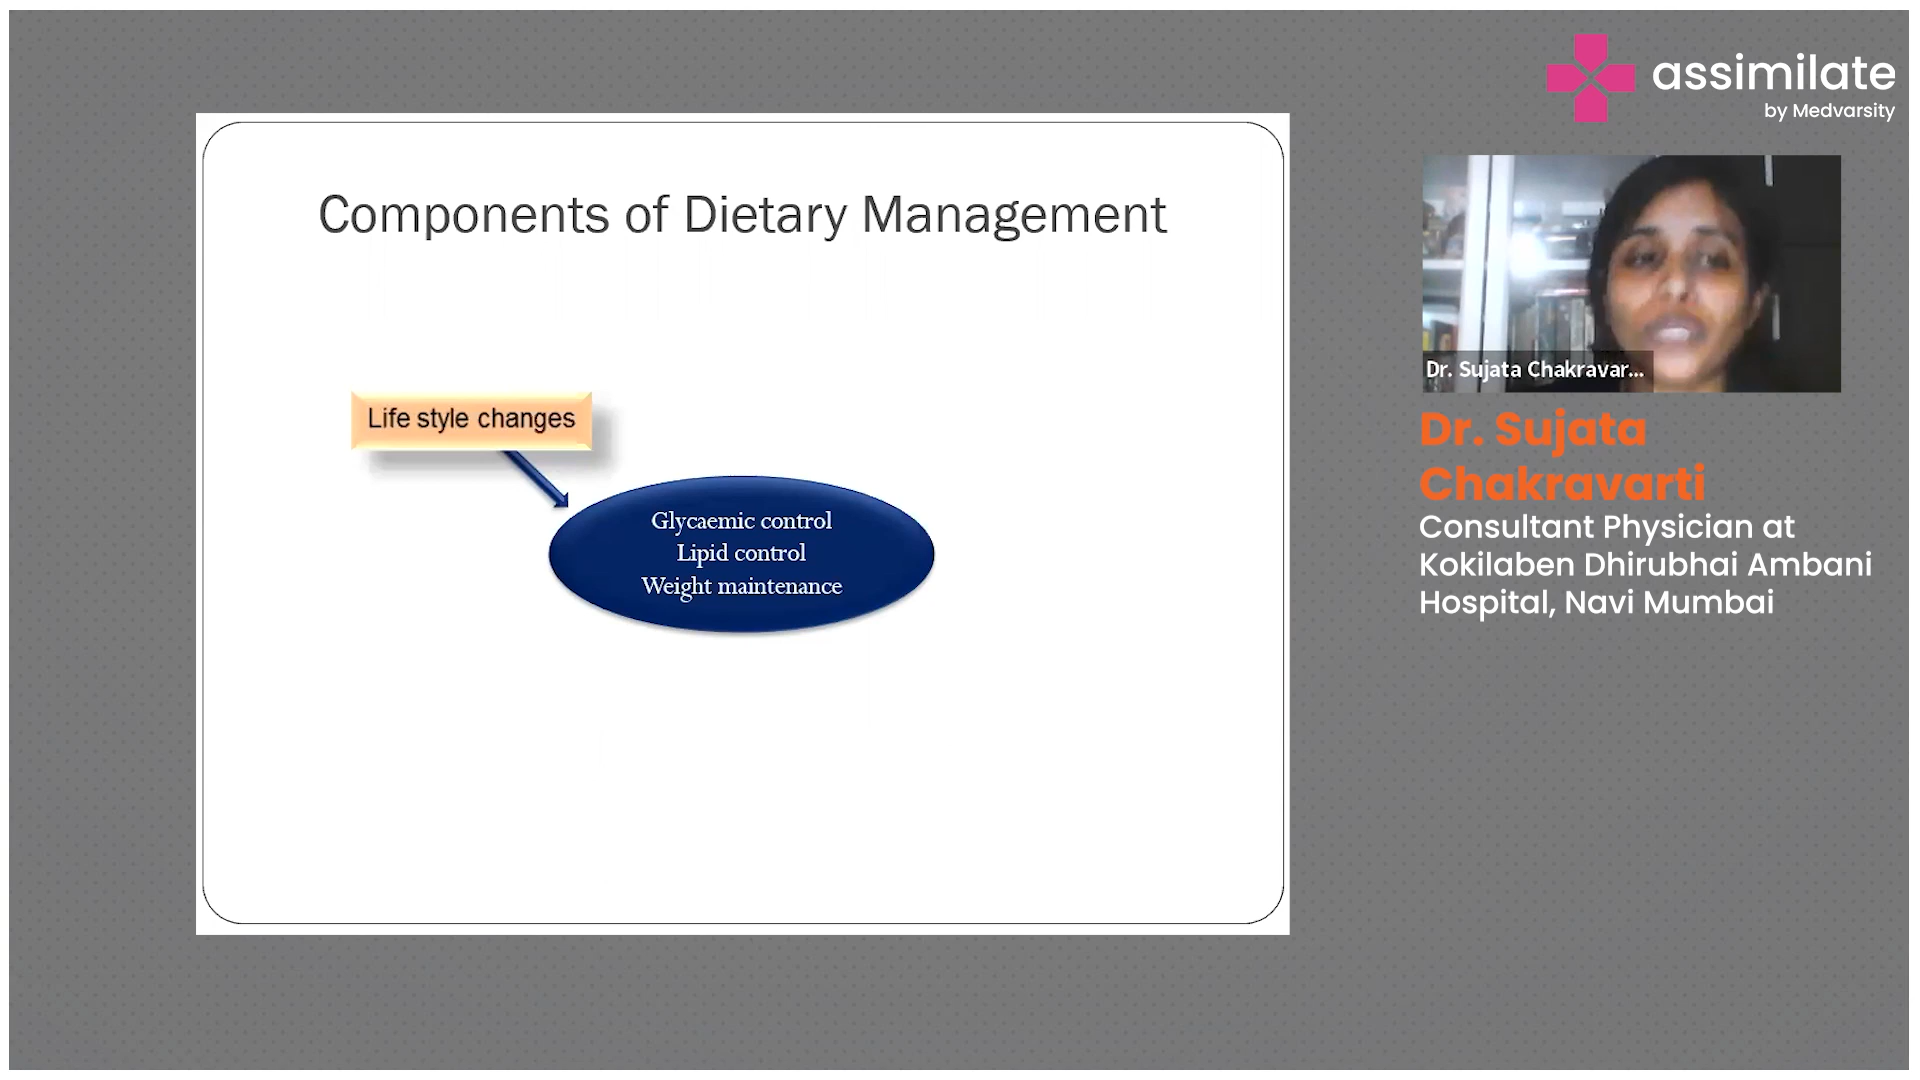 assimilate
by Medvarsity
Components of Dietary Management
Life style changes
Glycaemic control
Lipid control
Weight maintenance
Dr. Sujata Chakravar...
Dr. Sujata
Chakravarti
Consultant Physician at
Kokilaben Dhirubhai Ambani
Hospital, Navi Mumbai